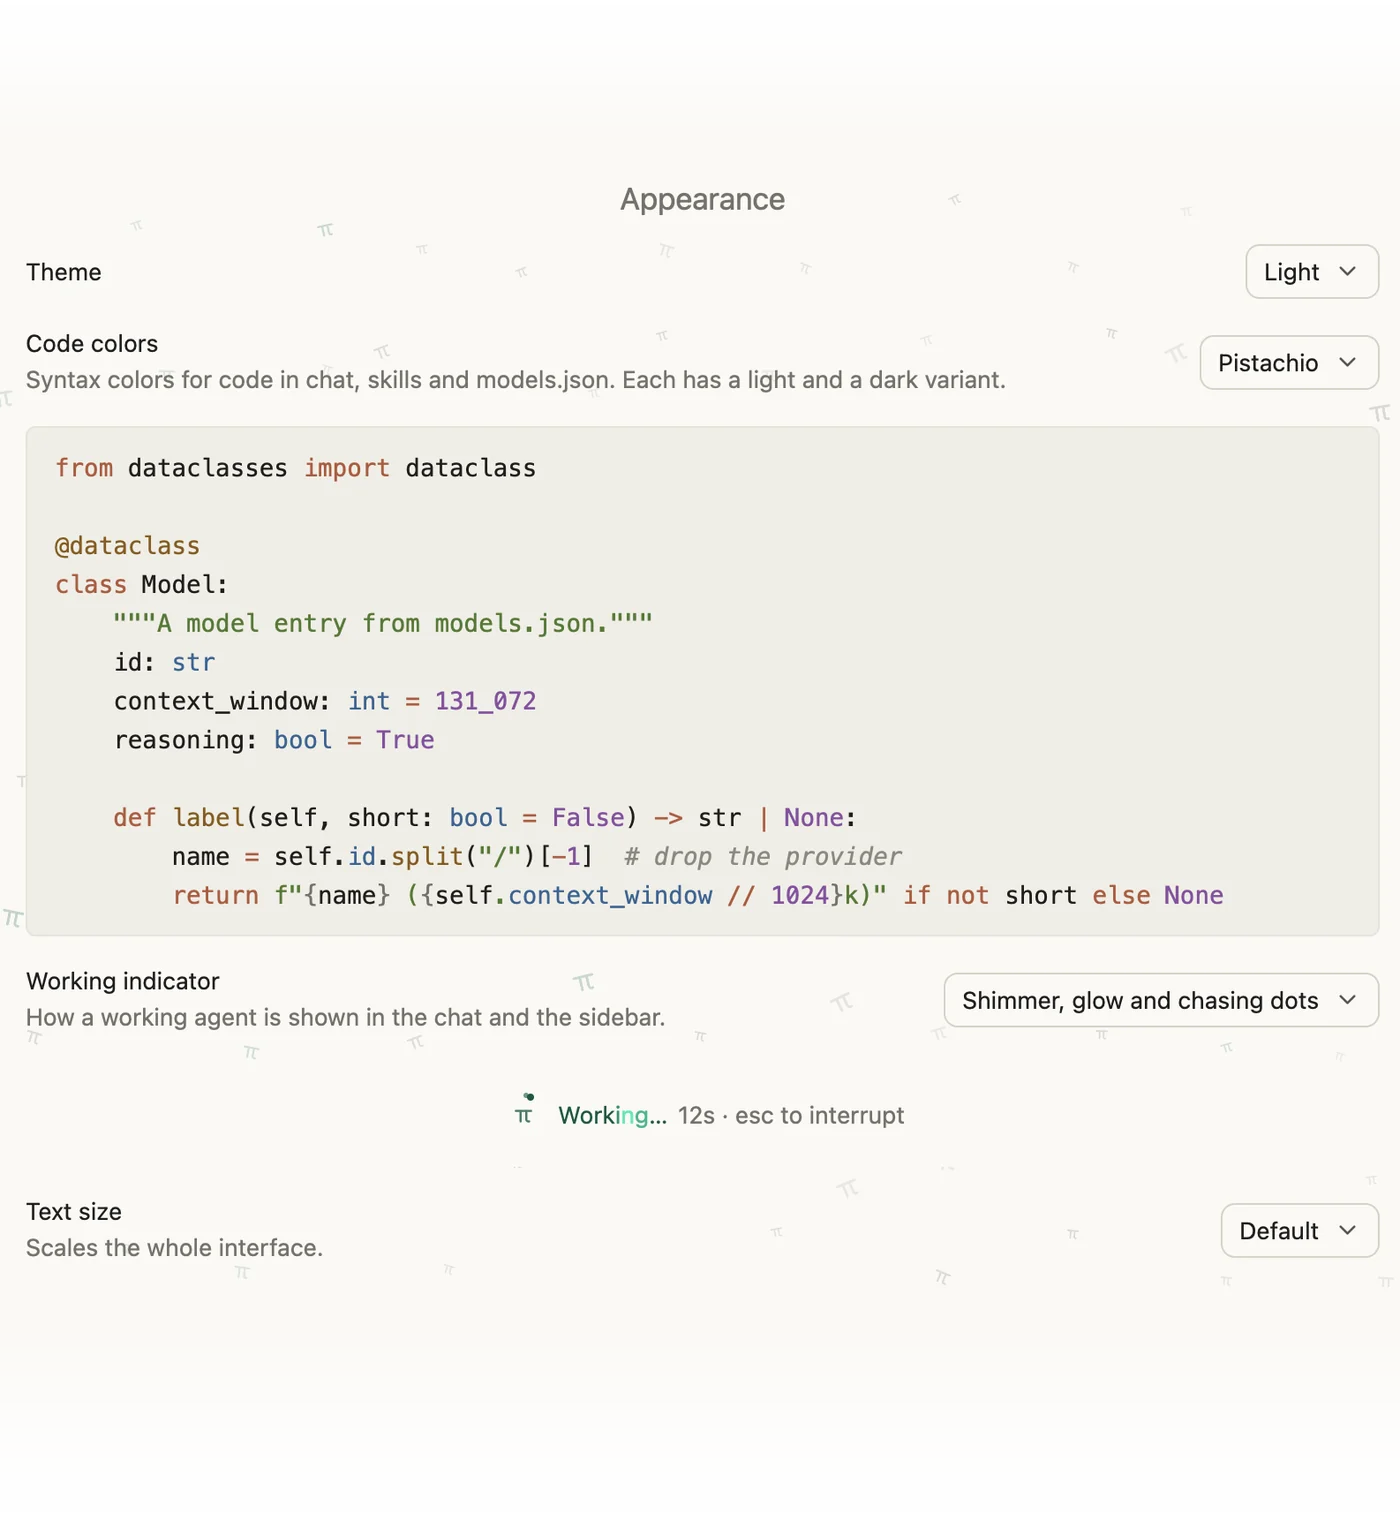 Appearance
Theme
Light
Code colors
Syntax colors for code in chat, skills and models.json. Each has a light and a dark variant.
Pistachio
from dataclasses import dataclass
@dataclass
class Model:
    """A model entry from models.json."""
    id: str
    context_window: int = 131_072
    reasoning: bool = True
    def label(self, short: bool = False) -> str | None:
        name = self.id.split("/")[-1]  # drop the provider
        return f"{name} ({self.context_window // 1024}k)" if not short else None
Working indicator
How a working agent is shown in the chat and the sidebar.
Shimmer, glow and chasing dots
π Working... 12s · esc to interrupt
Text size
Scales the whole interface.
Default